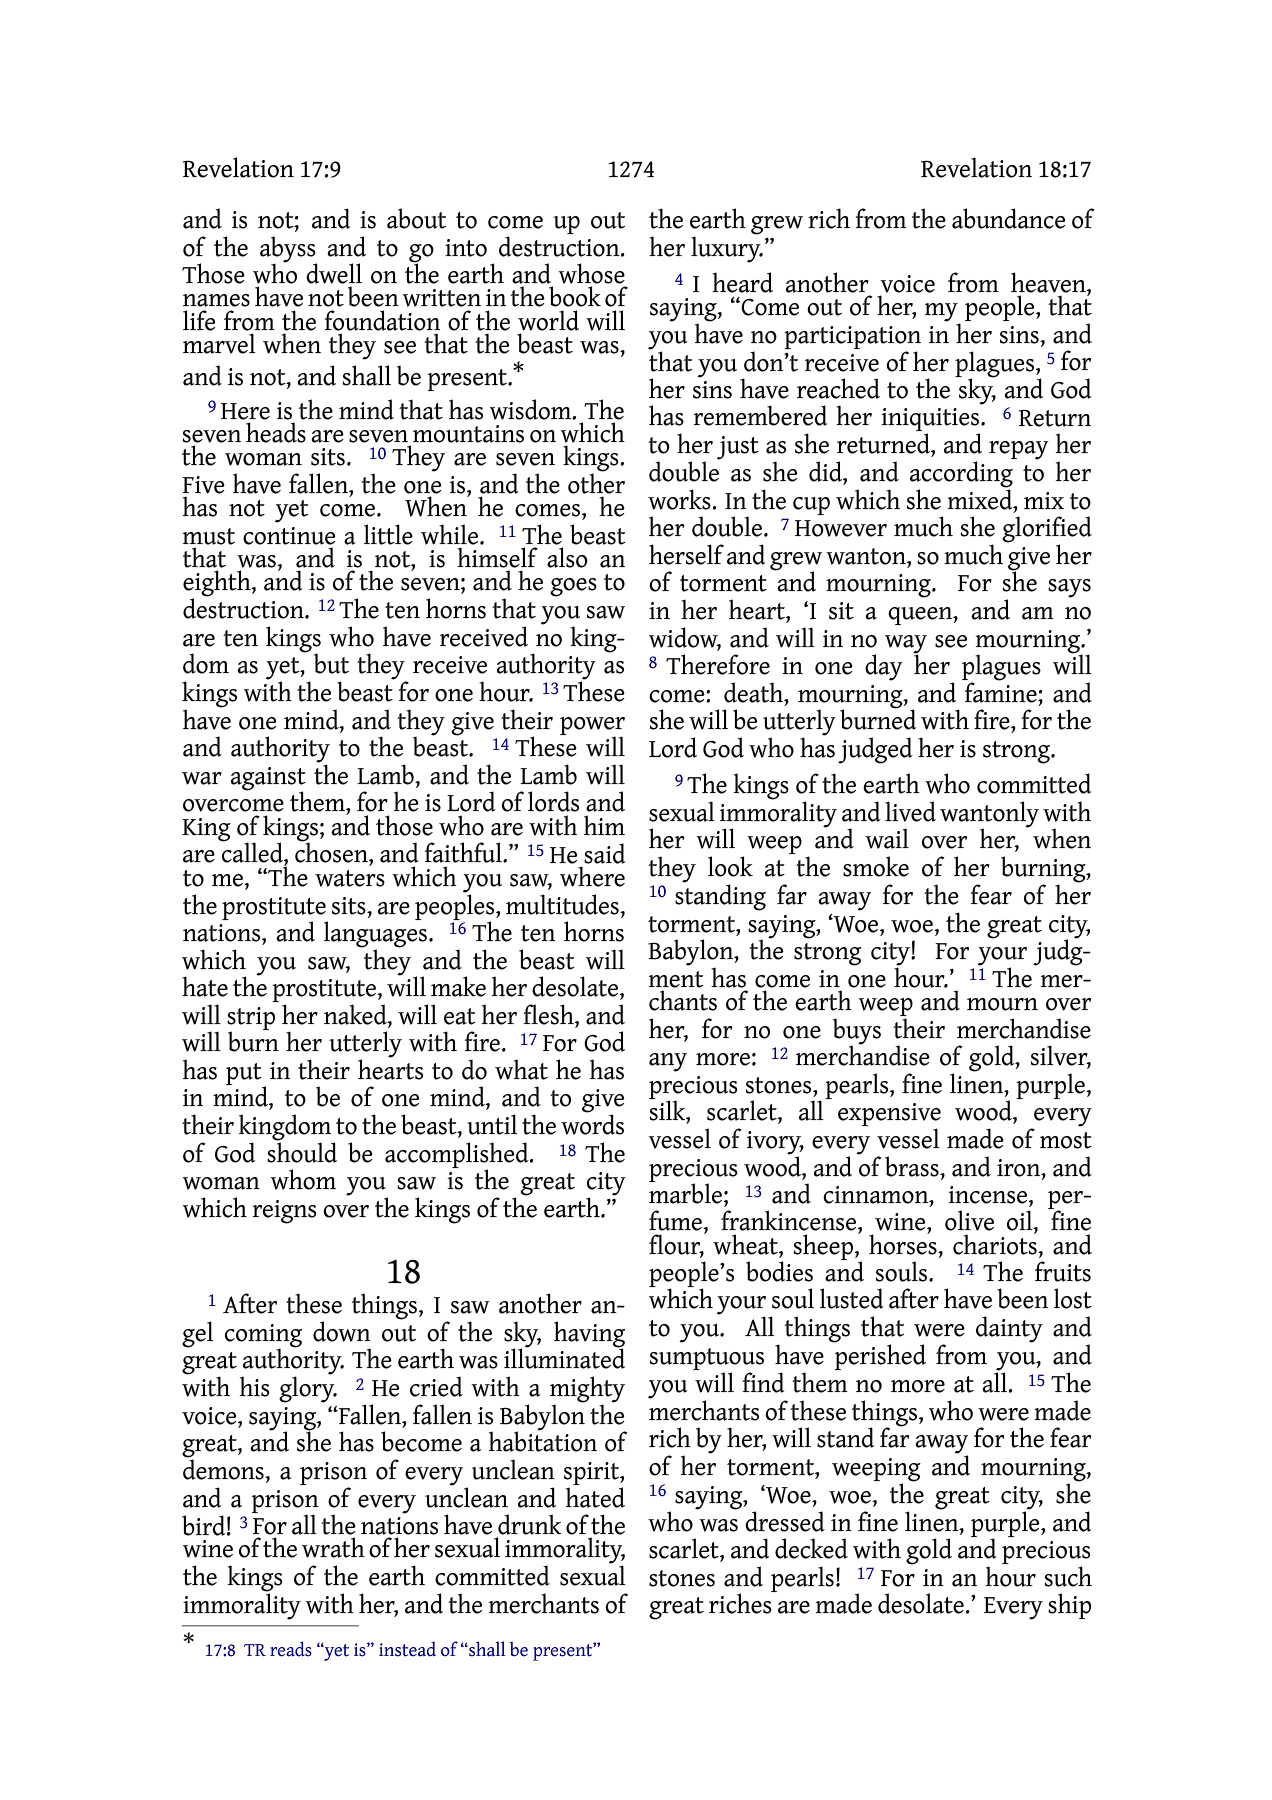 Revelation 17:9 1274 Revelation 18:17
and is not; and is about to come up out
of the abyss and to go into destruction.
Those who dwell on the earth and whose
names have not been written in the book of
life from the foundation of the world will
marvel when they see that the beast was,
and is not, and shall be present.*
9 Here is the mind that has wisdom. The
seven heads are seven mountains on which
the woman sits. 10 They are seven kings.
Five have fallen, the one is, and the other
has not yet come. When he comes, he
must continue a little while. 11 The beast
that was, and is not, is himself also an
eighth, and is of the seven; and he goes to
destruction. 12 The ten horns that you saw
are ten kings who have received no king-
dom as yet, but they receive authority as
kings with the beast for one hour. 13 These
have one mind, and they give their power
and authority to the beast. 14 These will
war against the Lamb, and the Lamb will
overcome them, for he is Lord of lords and
King of kings; and those who are with him
are called, chosen, and faithful.” 15 He said
to me, “The waters which you saw, where
the prostitute sits, are peoples, multitudes,
nations, and languages. 16 The ten horns
which you saw, they and the beast will
hate the prostitute, will make her desolate,
will strip her naked, will eat her flesh, and
will burn her utterly with fire. 17 For God
has put in their hearts to do what he has
in mind, to be of one mind, and to give
their kingdom to the beast, until the words
of God should be accomplished. 18 The
woman whom you saw is the great city
which reigns over the kings of the earth.”
18
1 After these things, I saw another an-
gel coming down out of the sky, having
great authority. The earth was illuminated
with his glory. 2 He cried with a mighty
voice, saying, “Fallen, fallen is Babylon the
great, and she has become a habitation of
demons, a prison of every unclean spirit,
and a prison of every unclean and hated
bird! 3 For all the nations have drunk of the
wine of the wrath of her sexual immorality,
the kings of the earth committed sexual
immorality with her, and the merchants of
* 17:8 TR reads “yet is” instead of “shall be present”
the earth grew rich from the abundance of
her luxury.”
4 I heard another voice from heaven,
saying, “Come out of her, my people, that
you have no participation in her sins, and
that you don’t receive of her plagues, 5 for
her sins have reached to the sky, and God
has remembered her iniquities. 6 Return
to her just as she returned, and repay her
double as she did, and according to her
works. In the cup which she mixed, mix to
her double. 7 However much she glorified
herself and grew wanton, so much give her
of torment and mourning. For she says
in her heart, ‘I sit a queen, and am no
widow, and will in no way see mourning.’
8 Therefore in one day her plagues will
come: death, mourning, and famine; and
she will be utterly burned with fire, for the
Lord God who has judged her is strong.
9 The kings of the earth who committed
sexual immorality and lived wantonly with
her will weep and wail over her, when
they look at the smoke of her burning,
10 standing far away for the fear of her
torment, saying, ‘Woe, woe, the great city,
Babylon, the strong city! For your judg-
ment has come in one hour.’ 11 The mer-
chants of the earth weep and mourn over
her, for no one buys their merchandise
any more: 12 merchandise of gold, silver,
precious stones, pearls, fine linen, purple,
silk, scarlet, all expensive wood, every
vessel of ivory, every vessel made of most
precious wood, and of brass, and iron, and
marble; 13 and cinnamon, incense, per-
fume, frankincense, wine, olive oil, fine
flour, wheat, sheep, horses, chariots, and
people’s bodies and souls. 14 The fruits
which your soul lusted after have been lost
to you. All things that were dainty and
sumptuous have perished from you, and
you will find them no more at all. 15 The
merchants of these things, who were made
rich by her, will stand far away for the fear
of her torment, weeping and mourning,
16 saying, ‘Woe, woe, the great city, she
who was dressed in fine linen, purple, and
scarlet, and decked with gold and precious
stones and pearls! 17 For in an hour such
great riches are made desolate.’ Every ship